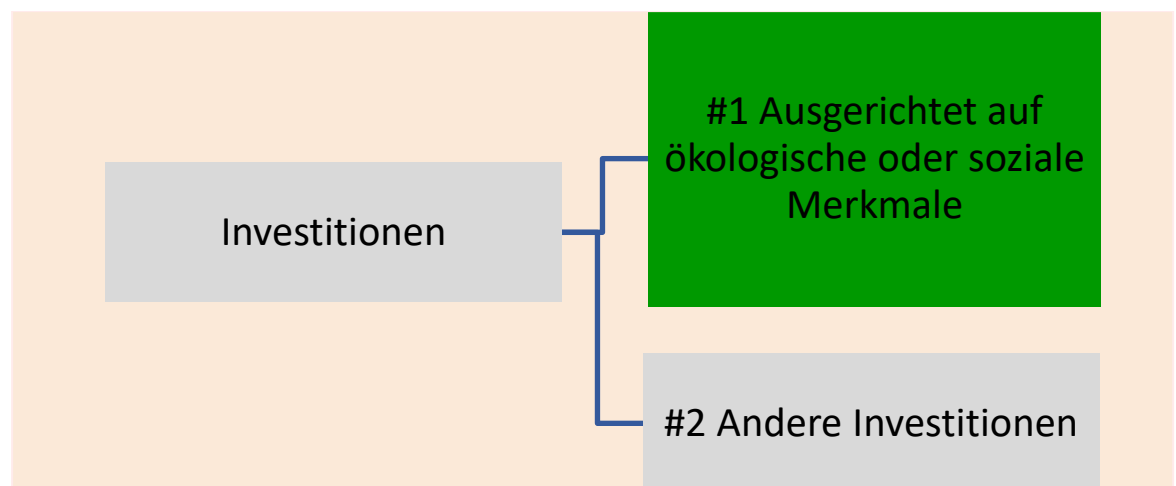 #1 Ausgerichtet auf
ökologische oder soziale
Merkmale
Investitionen
#2 Andere Investitionen